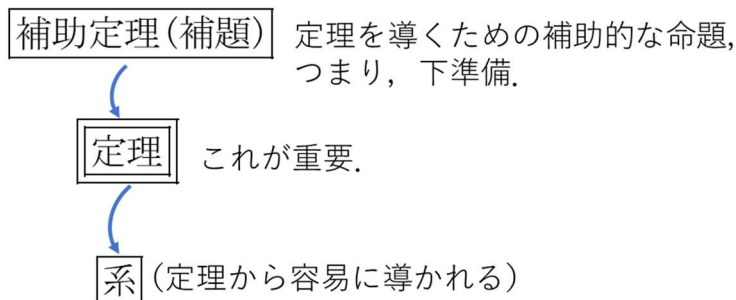 補助定理(補題) 定理を導くための補助的な命題,
つまり, 下準備.
定理 これが重要.
系 (定理から容易に導かれる)